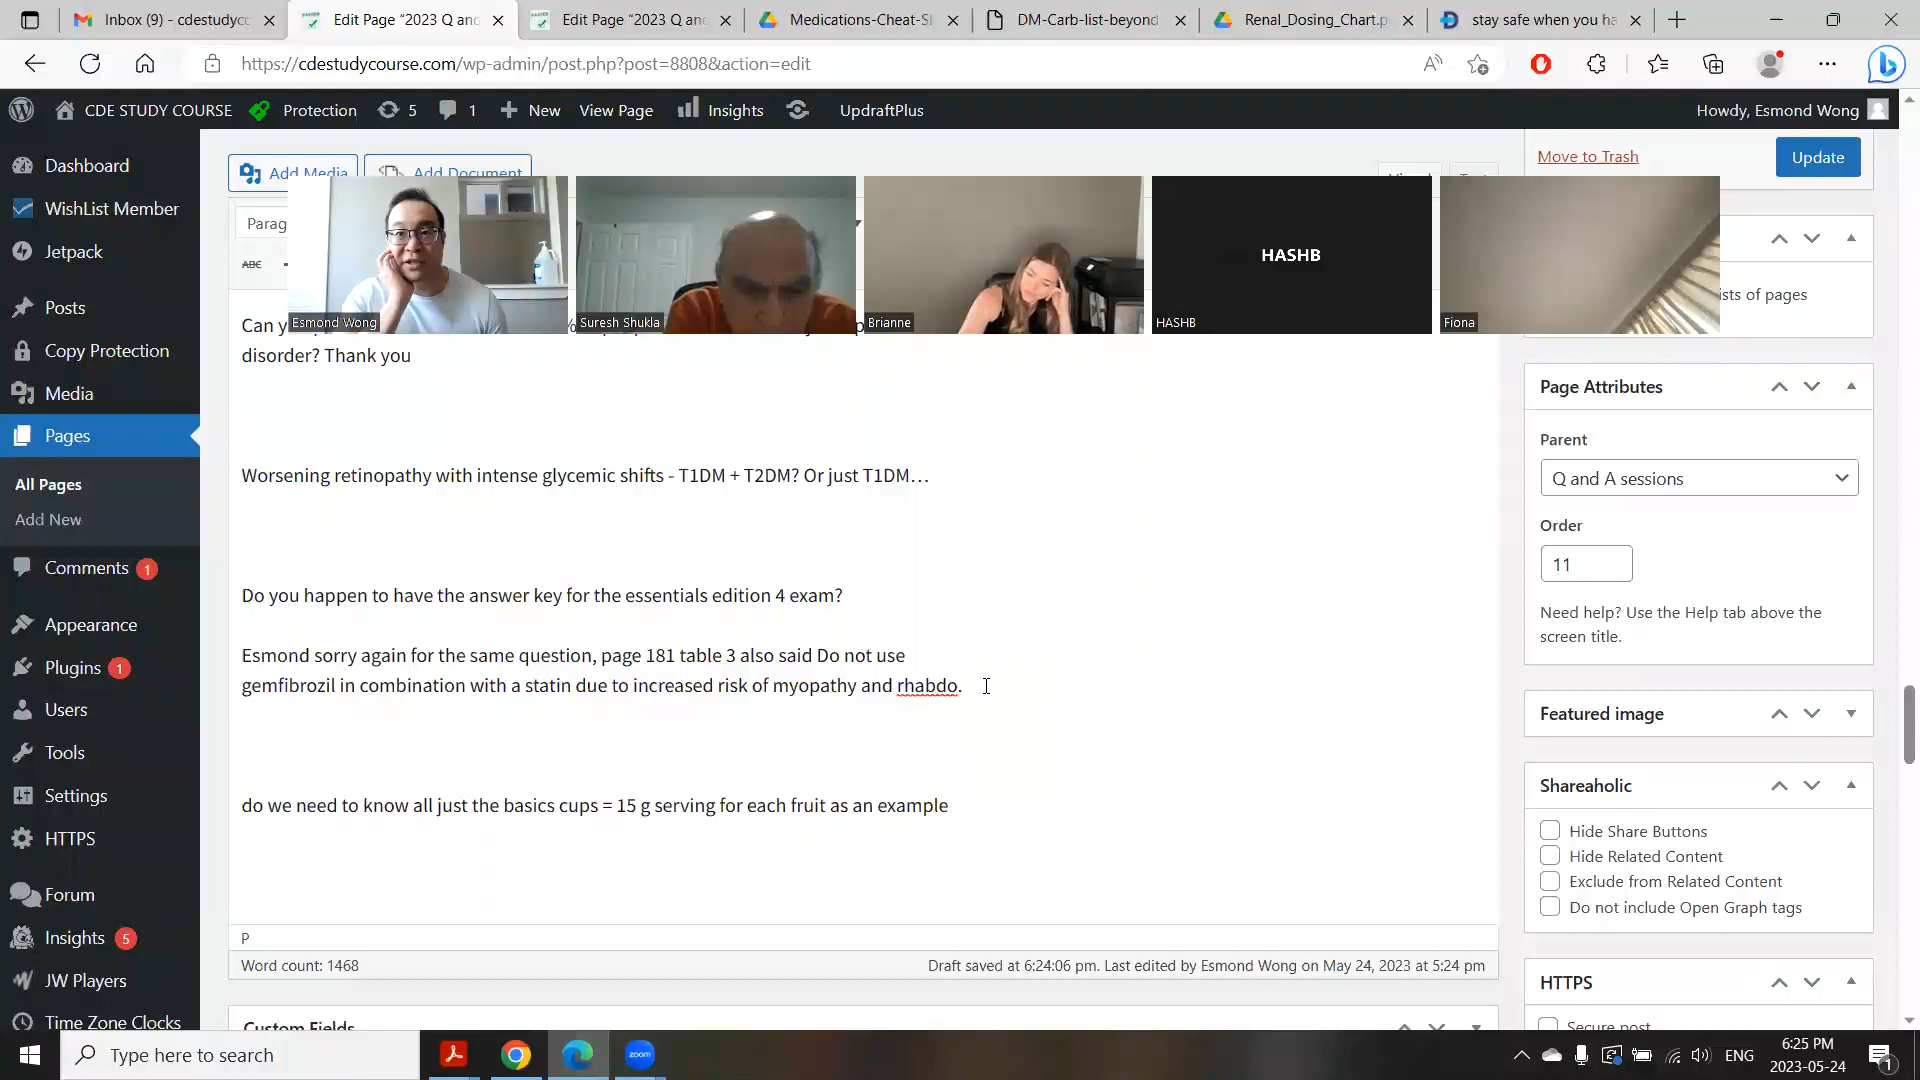 Inbox (9) - cdestudycc
Edit Page “2023 Q and
Edit Page “2023 Q and
Medications-Cheat-Sl
DM-Carb-list-beyond
Renal_Dosing_Chart.p
stay safe when you ha
https://cdestudycourse.com/wp-admin/post.php?post=8808&action=edit
CDE STUDY COURSE
Protection
5
1
New
View Page
Insights
UpdraftPlus
Howdy, Esmond Wong
Dashboard
WishList Member
Jetpack
Posts
Copy Protection
Media
Pages
All Pages
Add New
Comments 1
Appearance
Plugins 1
Users
Tools
Settings
HTTPS
Forum
Insights 5
JW Players
Time Zone Clocks
Add Media
Add Document
Parag
ABC
Esmond Wong
Suresh Shukla
Brianne
HASHB
HASHB
Fiona
Can y
disorder? Thank you
Worsening retinopathy with intense glycemic shifts - T1DM + T2DM? Or just T1DM…
Do you happen to have the answer key for the essentials edition 4 exam?
Esmond sorry again for the same question, page 181 table 3 also said Do not use
gemfibrozil in combination with a statin due to increased risk of myopathy and rhabdo.
do we need to know all just the basics cups = 15 g serving for each fruit as an example
P
Word count: 1468
Draft saved at 6:24:06 pm. Last edited by Esmond Wong on May 24, 2023 at 5:24 pm
Custom Fields
Move to Trash
Update
ists of pages
Page Attributes
Parent
Q and A sessions
Order
11
Need help? Use the Help tab above the
screen title.
Featured image
Shareaholic
Hide Share Buttons
Hide Related Content
Exclude from Related Content
Do not include Open Graph tags
HTTPS
Secure post
Type here to search
zoom
ENG
6:25 PM
2023-05-24
1